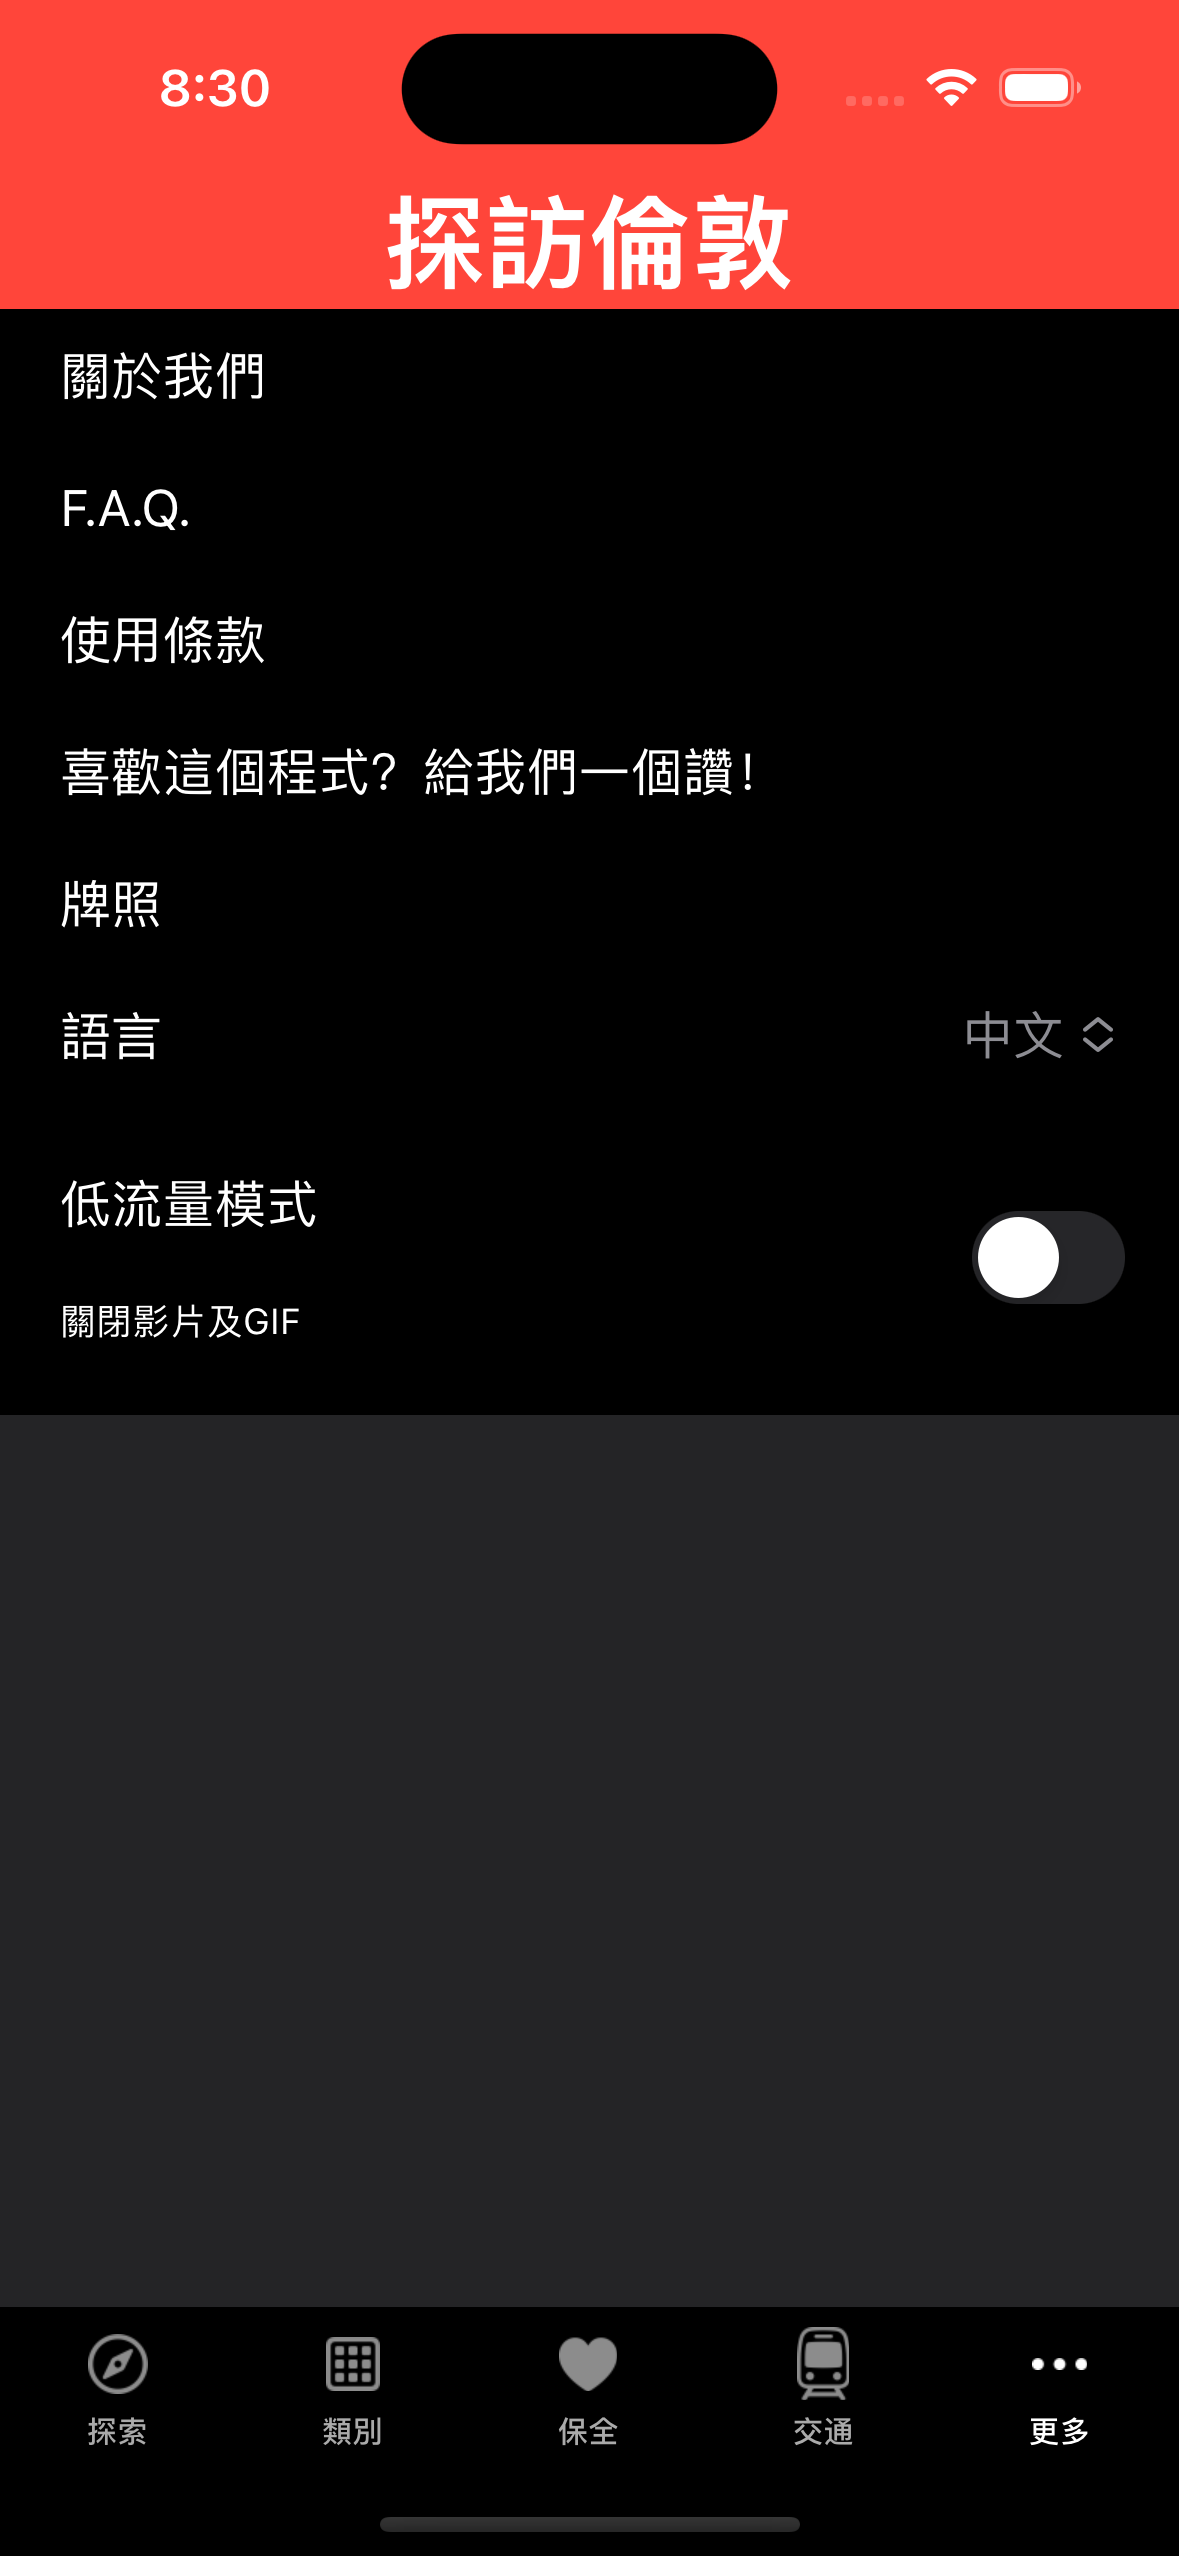 8:30
探訪倫敦
關於我們
F.A.Q.
使用條款
喜歡這個程式？給我們一個讚！
牌照
語言 中文
低流量模式
關閉影片及GIF
探索 類別 保全 交通 更多